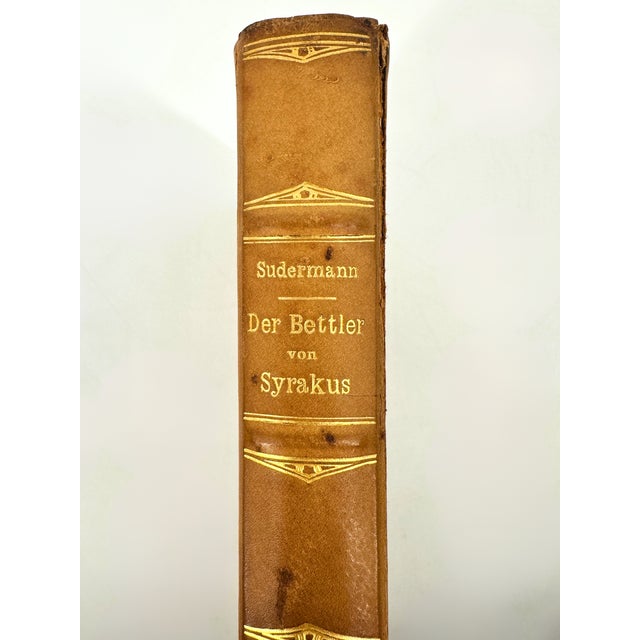 Sudermann
Der Bettler
von
Syrakus